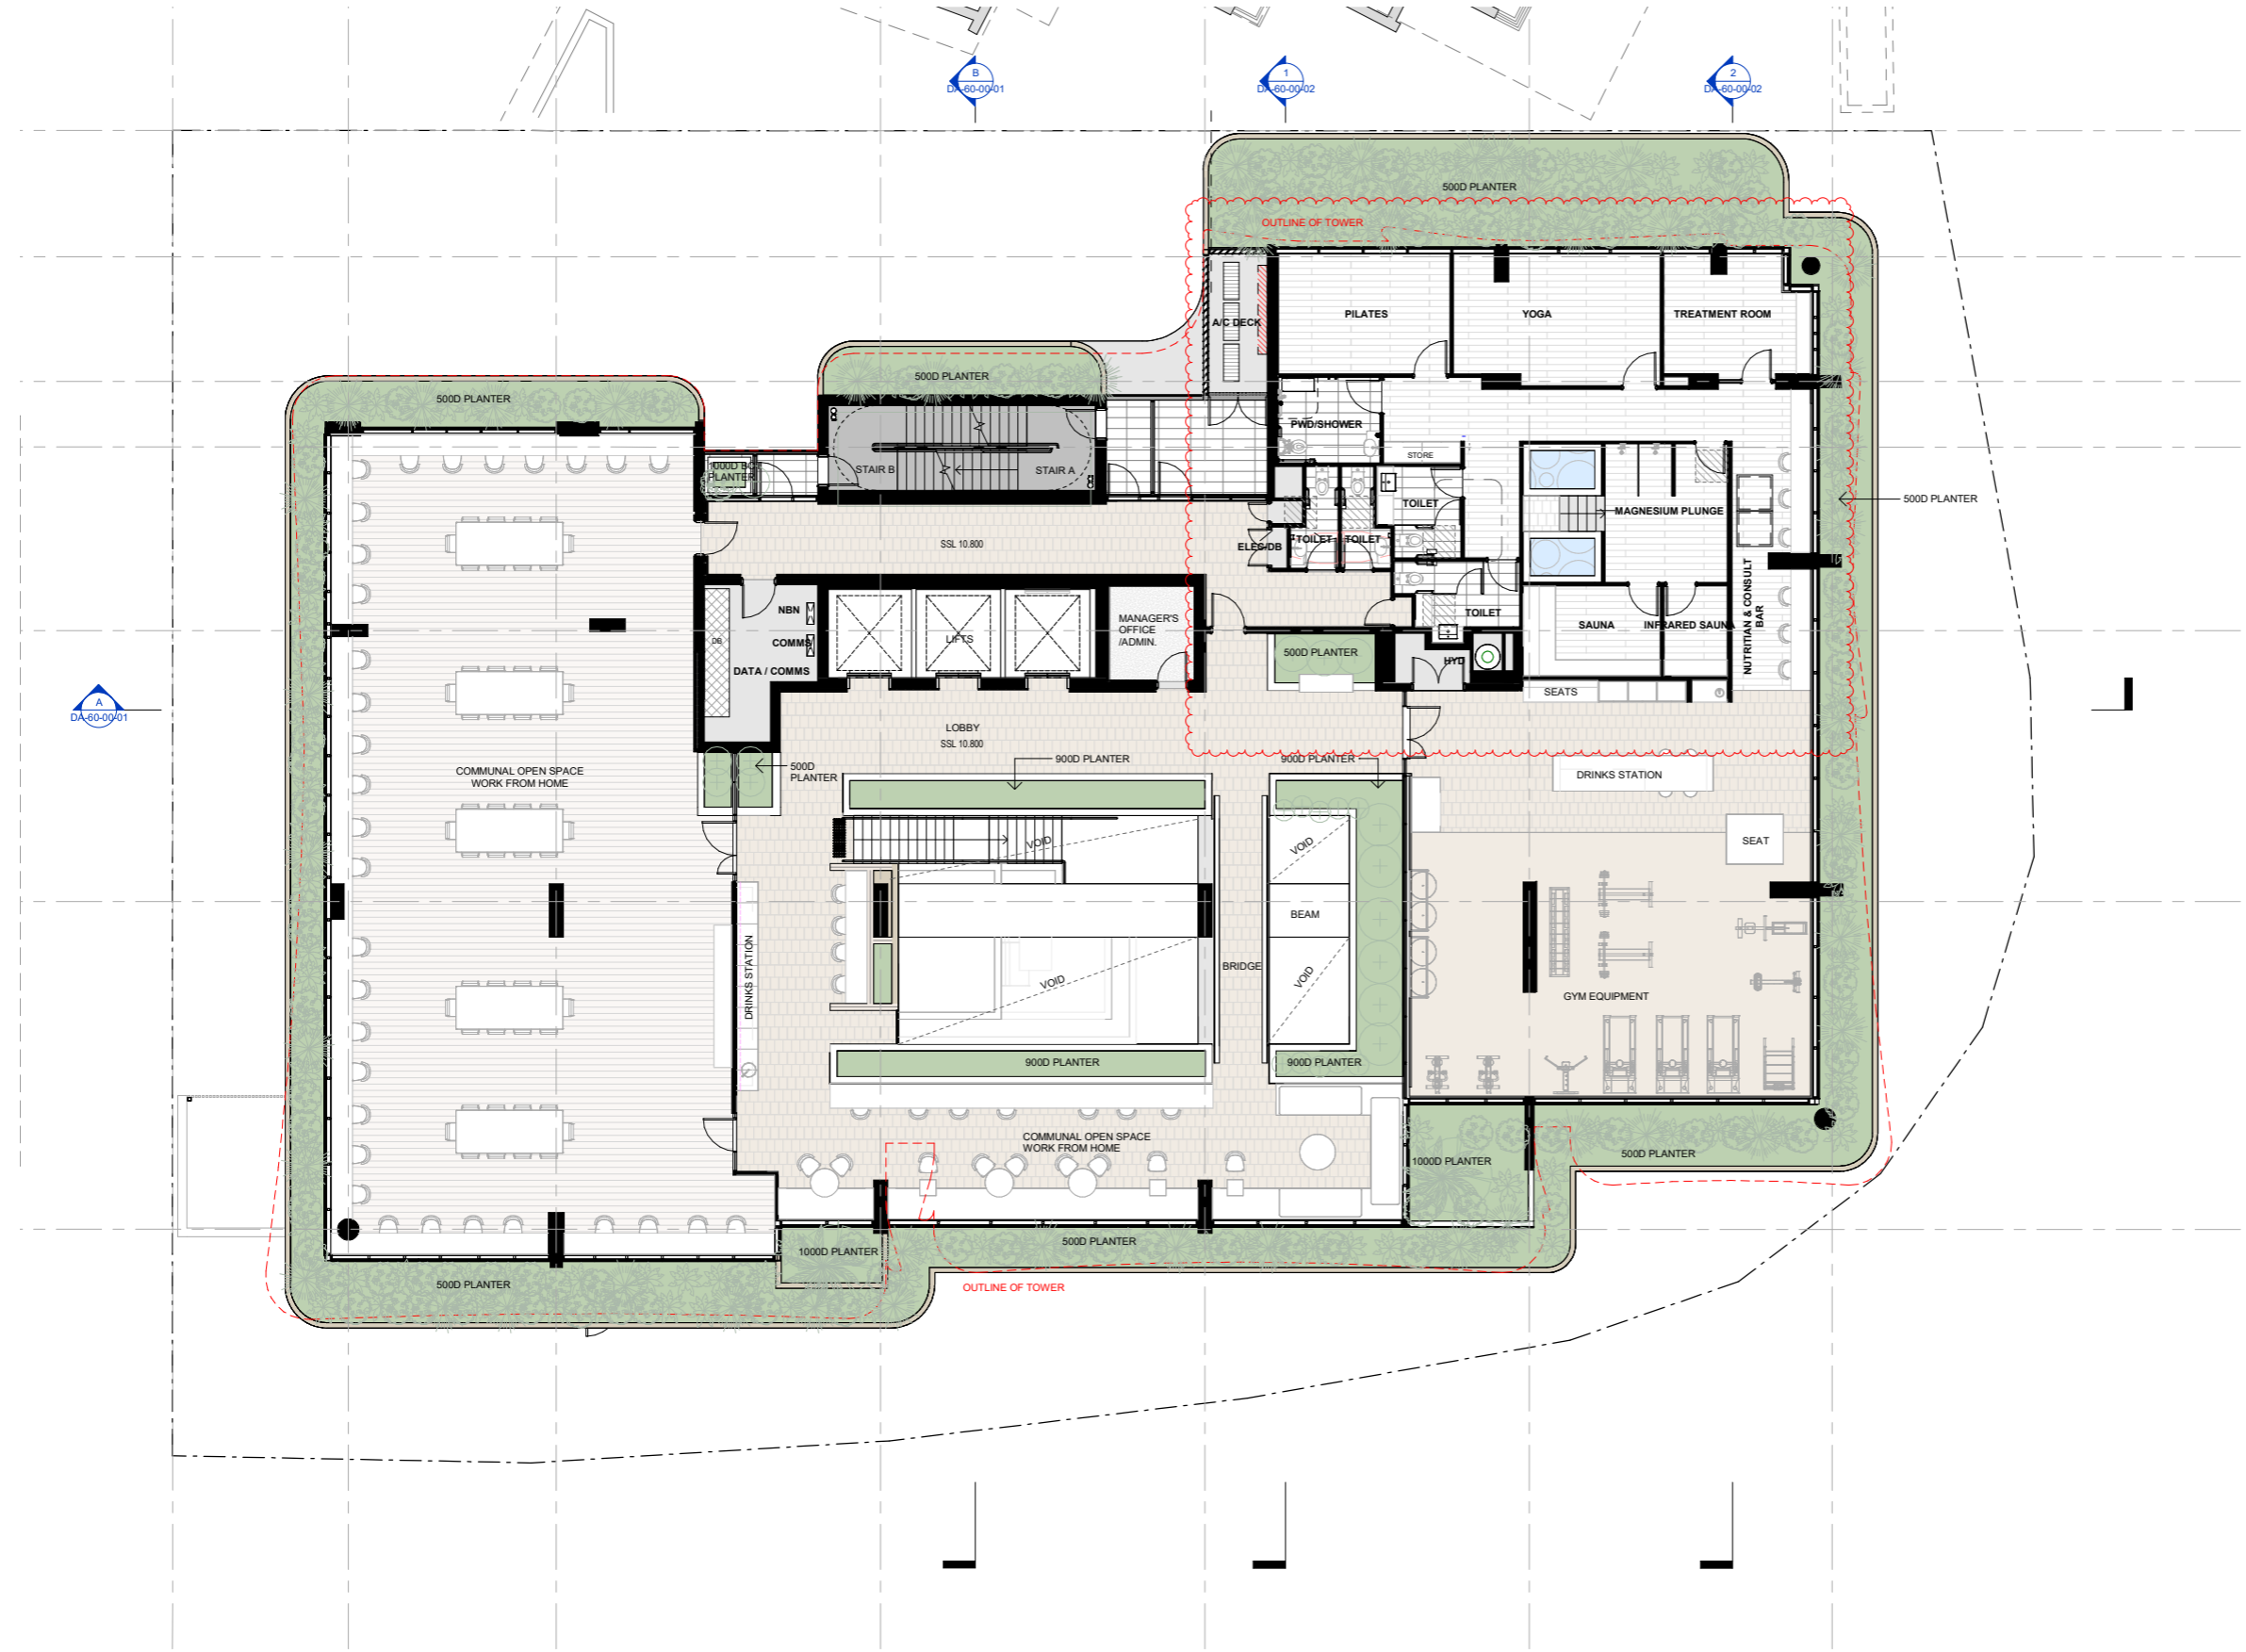 B
DA-60-00-01
1
DA-60-00-02
2
DA-60-00-02
500D PLANTER
OUTLINE OF TOWER
A/C DECK
PILATES
YOGA
TREATMENT ROOM
500D PLANTER
500D PLANTER
PWD/SHOWER
STORE
1000D BOX
PLANTER
STAIR B
STAIR A
TOILET
MAGNESIUM PLUNGE
500D PLANTER
SSL 10.800
ELEC/DB
TOILET
TOILET
NUTRITIAN & CONSULT
BAR
NBN
DB
COMMS
DATA / COMMS
LIFTS
MANAGER'S
OFFICE
/ADMIN.
TOILET
SAUNA
INFRARED SAUNA
500D PLANTER
HYD
SEATS
A
DA-60-00-01
LOBBY
SSL 10.800
COMMUNAL OPEN SPACE
WORK FROM HOME
500D
PLANTER
900D PLANTER
900D PLANTER
DRINKS STATION
SEAT
VOID
VOID
BEAM
DRINKS STATION
BRIDGE
VOID
VOID
GYM EQUIPMENT
900D PLANTER
900D PLANTER
COMMUNAL OPEN SPACE
WORK FROM HOME
1000D PLANTER
500D PLANTER
1000D PLANTER
500D PLANTER
500D PLANTER
OUTLINE OF TOWER